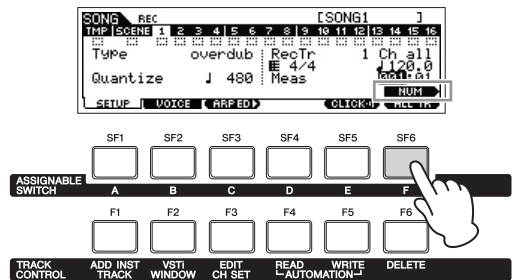 SONG REC [SONG1 ]
TMP SCENE 1 2 3 4 5 6 7 8 9 10 11 12 13 14 15 16
Type overdub RecTr 1 Ch all
4/4 ♩120.0
Quantize ♩ 480 Meas 001:01
NUM
SETUP VOICE ARP ED CLICK ALL TR
SF1 SF2 SF3 SF4 SF5 SF6
ASSIGNABLE SWITCH A B C D E F
F1 F2 F3 F4 F5 F6
TRACK CONTROL ADD INST TRACK VSTi WINDOW EDIT CH SET READ WRITE AUTOMATION DELETE